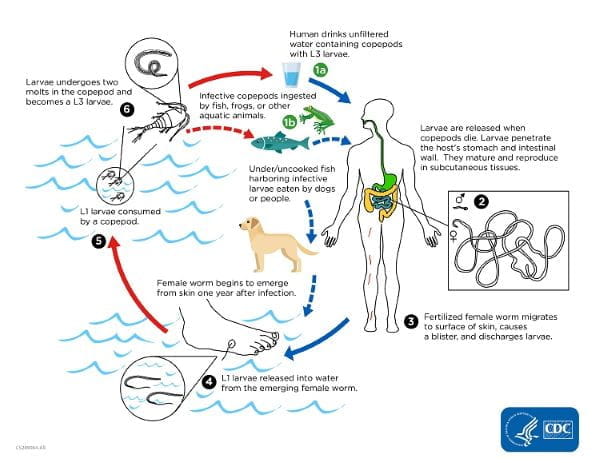 Human drinks unfiltered
water containing copepods
with L3 larvae.
1a
Larvae undergoes two
molts in the copepod and
becomes a L3 larvae.
6
Infective copepods ingested
by fish, frogs, or other
aquatic animals.
1b
Larvae are released when
copepods die. Larvae penetrate
the host's stomach and intestinal
wall. They mature and reproduce
in subcutaneous tissues.
Under/uncooked fish
harboring infective
larvae eaten by dogs
or people.
2
♂
♀
L1 larvae consumed
by a copepod.
5
Female worm begins to emerge
from skin one year after infection.
3
Fertilized female worm migrates
to surface of skin, causes
a blister, and discharges larvae.
4
L1 larvae released into water
from the emerging female worm.
CDC